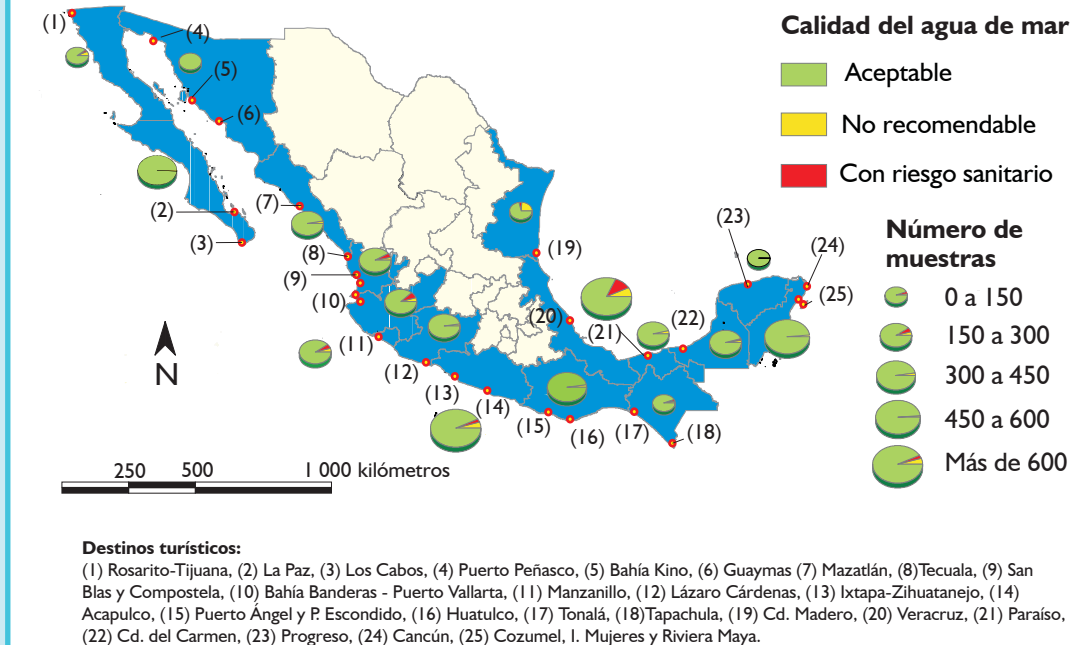 (1)
(4)
(5)
(6)
(2)
(3)
(7)
(8)
(9)
(10)
(11)
(12)
(13)
(14)
(15)
(16)
(17)
(18)
(19)
(20)
(21)
(22)
(23)
(24)
(25)
N
250 500 1 000 kilómetros
Calidad del agua de mar
Aceptable
No recomendable
Con riesgo sanitario
Número de
muestras
0 a 150
150 a 300
300 a 450
450 a 600
Más de 600
Destinos turísticos:
(1) Rosarito-Tijuana, (2) La Paz, (3) Los Cabos, (4) Puerto Peñasco, (5) Bahía Kino, (6) Guaymas (7) Mazatlán, (8)Tecuala, (9) San
Blas y Compostela, (10) Bahía Banderas - Puerto Vallarta, (11) Manzanillo, (12) Lázaro Cárdenas, (13) Ixtapa-Zihuatanejo, (14)
Acapulco, (15) Puerto Ángel y P. Escondido, (16) Huatulco, (17) Tonalá, (18)Tapachula, (19) Cd. Madero, (20) Veracruz, (21) Paraíso,
(22) Cd. del Carmen, (23) Progreso, (24) Cancún, (25) Cozumel, I. Mujeres y Riviera Maya.